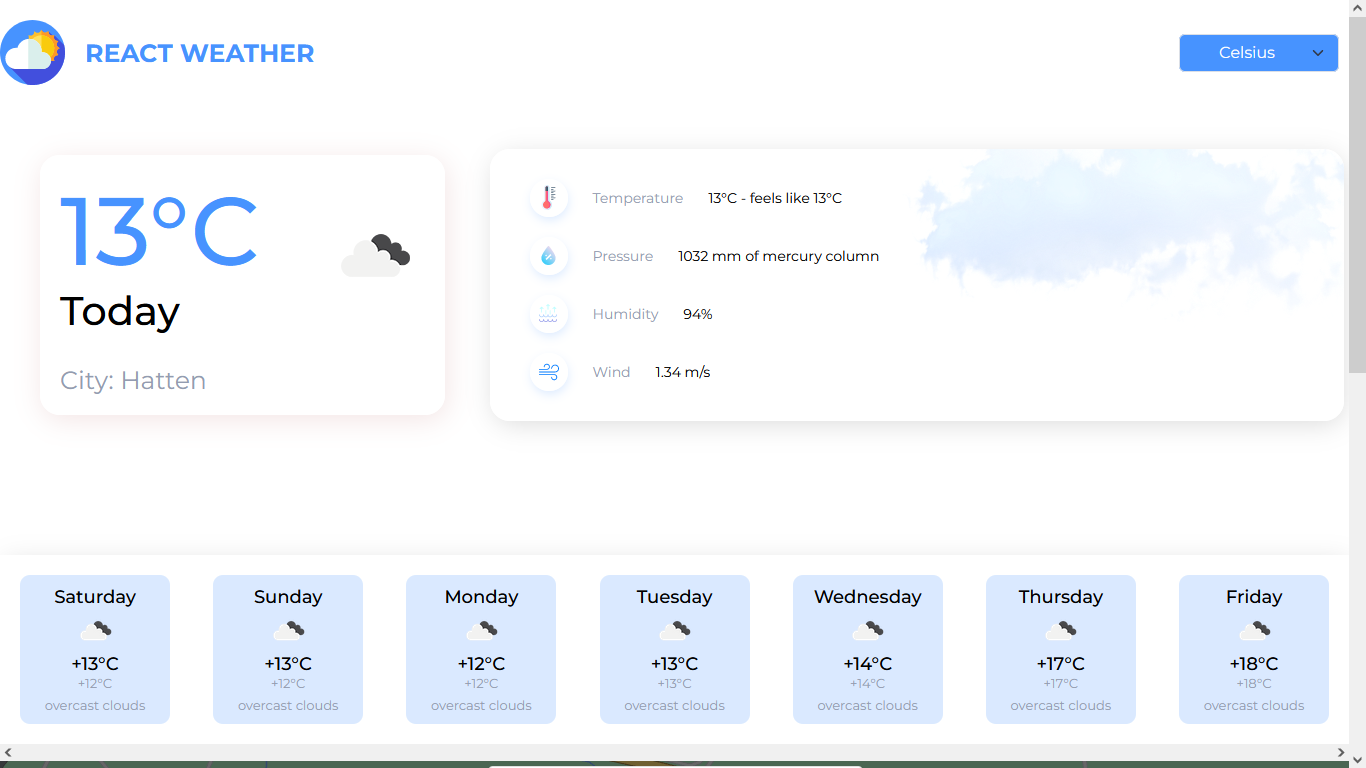 REACT WEATHER
Celsius
13°C
Today
City: Hatten
Temperature 13°C - feels like 13°C
Pressure 1032 mm of mercury column
Humidity 94%
Wind 1.34 m/s
Saturday
+13°C
+12°C
overcast clouds
Sunday
+13°C
+12°C
overcast clouds
Monday
+12°C
+12°C
overcast clouds
Tuesday
+13°C
+13°C
overcast clouds
Wednesday
+14°C
+14°C
overcast clouds
Thursday
+17°C
+17°C
overcast clouds
Friday
+18°C
+18°C
overcast clouds